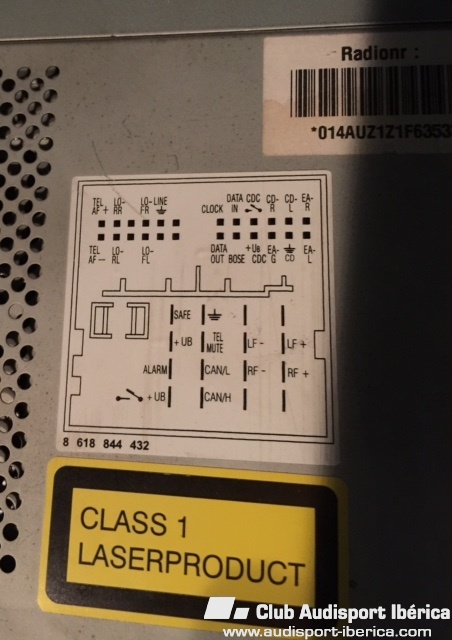 Radionr :
*014AUZ1Z1F6353
TEL LO- LO- LINE
AF + RR FR
DATA CDC CD- CD- EA-
CLOCK IN R L R
TEL LO- LO-
AF - RL FL
DATA +UB EA- EA-
OUT BOSE CDC G CD L
SAFE
+ UB TEL MUTE LF - LF +
ALARM CAN/L RF - RF +
+ UB CAN/H
8 618 844 432
CLASS 1
LASERPRODUCT
Club Audisport Ibérica
www.audisport-iberica.com